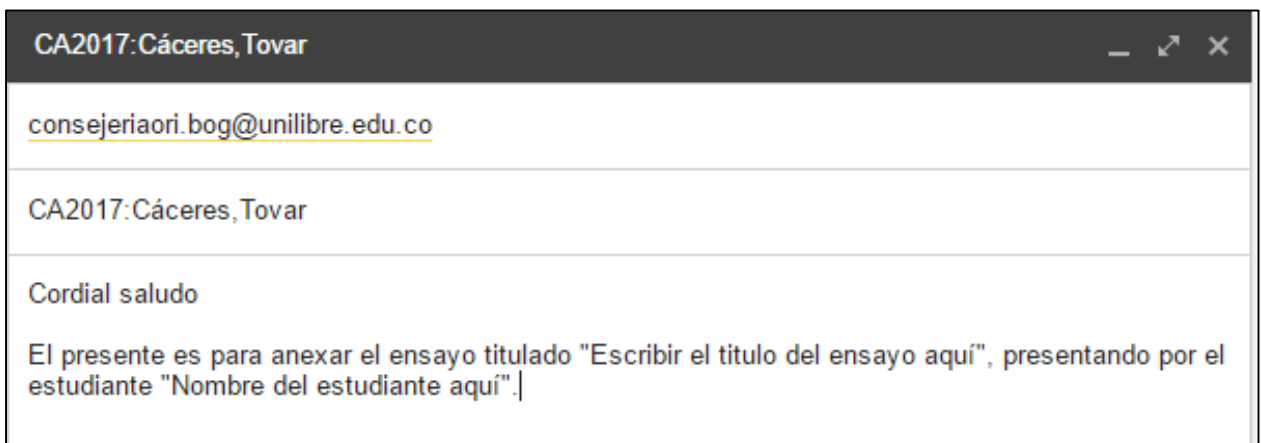 CA2017:Cáceres,Tovar
consejeriaori.bog@unilibre.edu.co
CA2017:Cáceres,Tovar
Cordial saludo
El presente es para anexar el ensayo titulado "Escribir el titulo del ensayo aquí", presentando por el
estudiante "Nombre del estudiante aquí".